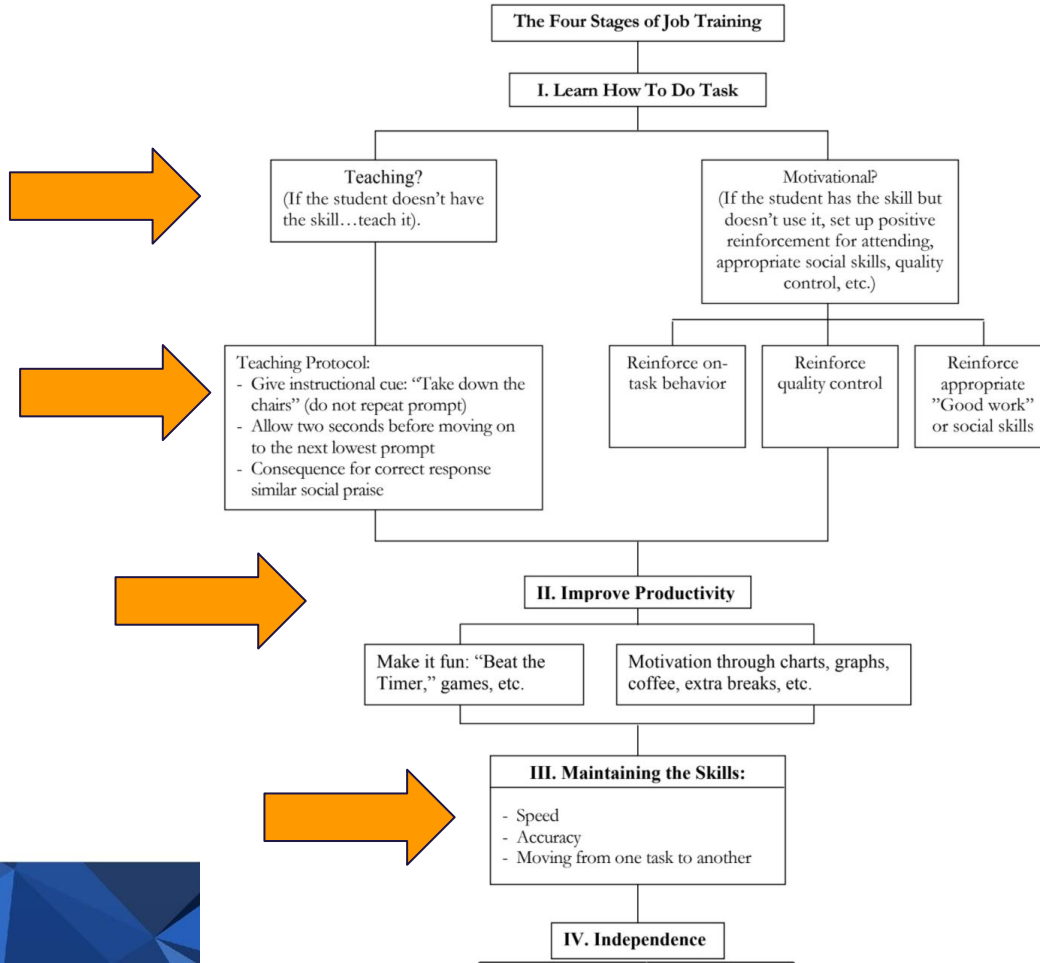 The Four Stages of Job Training
I. Learn How To Do Task
Teaching?
(If the student doesn't have
the skill…teach it).
Motivational?
(If the student has the skill but
doesn't use it, set up positive
reinforcement for attending,
appropriate social skills, quality
control, etc.)
Teaching Protocol:
- Give instructional cue: “Take down the
chairs” (do not repeat prompt)
- Allow two seconds before moving on
to the next lowest prompt
- Consequence for correct response
similar social praise
Reinforce on-
task behavior
Reinforce
quality control
Reinforce
appropriate
”Good work”
or social skills
II. Improve Productivity
Make it fun: “Beat the
Timer,” games, etc.
Motivation through charts, graphs,
coffee, extra breaks, etc.
III. Maintaining the Skills:
- Speed
- Accuracy
- Moving from one task to another
IV. Independence